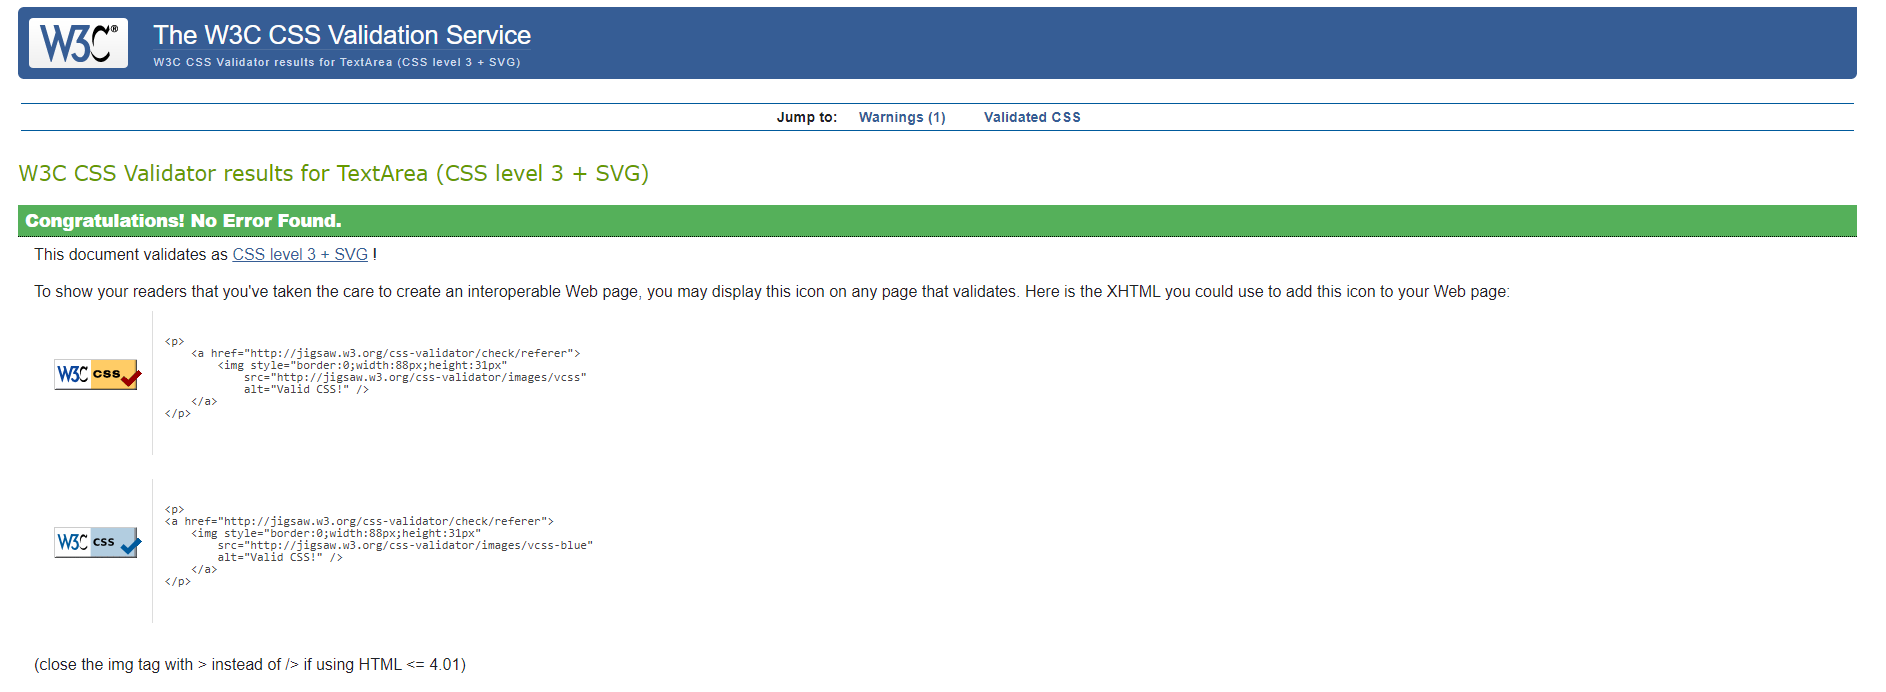 W3C®
The W3C CSS Validation Service
W3C CSS Validator results for TextArea (CSS level 3 + SVG)
Jump to: Warnings (1) Validated CSS
W3C CSS Validator results for TextArea (CSS level 3 + SVG)
Congratulations! No Error Found.
This document validates as CSS level 3 + SVG !
To show your readers that you've taken the care to create an interoperable Web page, you may display this icon on any page that validates. Here is the XHTML you could use to add this icon to your Web page:
<p>
<a href="http://jigsaw.w3.org/css-validator/check/referer">
<img style="border:0;width:88px;height:31px"
W3C css
src="http://jigsaw.w3.org/css-validator/images/vcss"
alt="Valid CSS!" />
</a>
</p>
<p>
<a href="http://jigsaw.w3.org/css-validator/check/referer">
<img style="border:0;width:88px;height:31px"
W3C css
src="http://jigsaw.w3.org/css-validator/images/vcss-blue"
alt="Valid CSS!" />
</a>
</p>
(close the img tag with > instead of /> if using HTML <= 4.01)